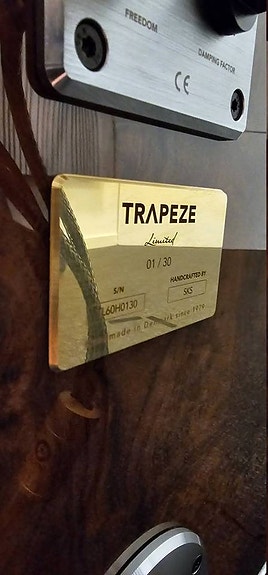 FREEDOM
DAMPING FACTOR
CE
TRAPEZE
Limited
01 / 30
S/N
HANDCRAFTED BY
L60H0130
SKS
made in Denmark since 1976